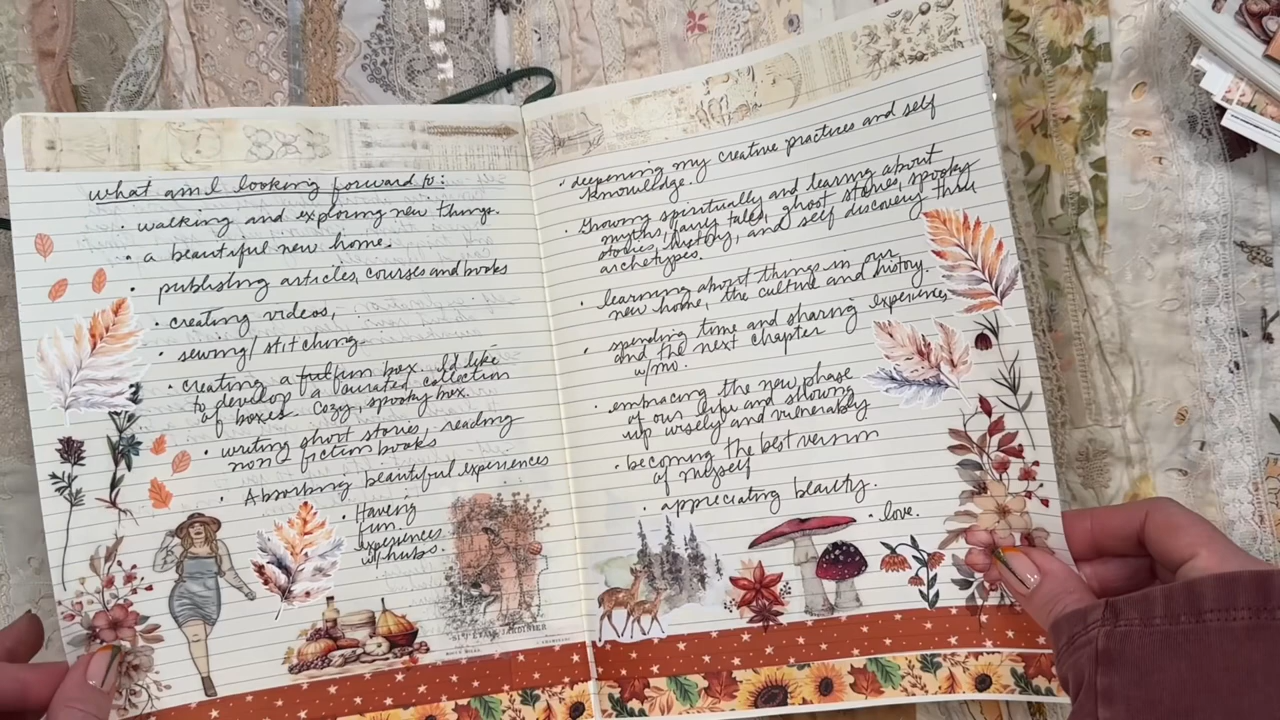 what am I looking forward to:
• walking and exploring new things.
• a beautiful new home.
• publishing articles, courses and books
• creating videos,
• sewing/stitching
• creating a box. I'd like
to develop a curated collection
of boxes. Cozy, spooky box.
• writing short stories, reading
non fiction books
• Absorbing beautiful experiences
• Having
fun
experiences
w/hubs.
JARDINIER
• deepening my creative practices and self
knowledge.
• Growing spiritually and learning about
myths, fairy tales, ghost stories, spooky
stories, history, and self discovery thru
archetypes.
• learning about things in our
new home, the culture and history.
• spending time and sharing experiences
and the next chapter
w/mo.
• embracing the new phase
of our life and showing
up wisely and vulnerably
• becoming the best version
of myself
• appreciating beauty.
• love.